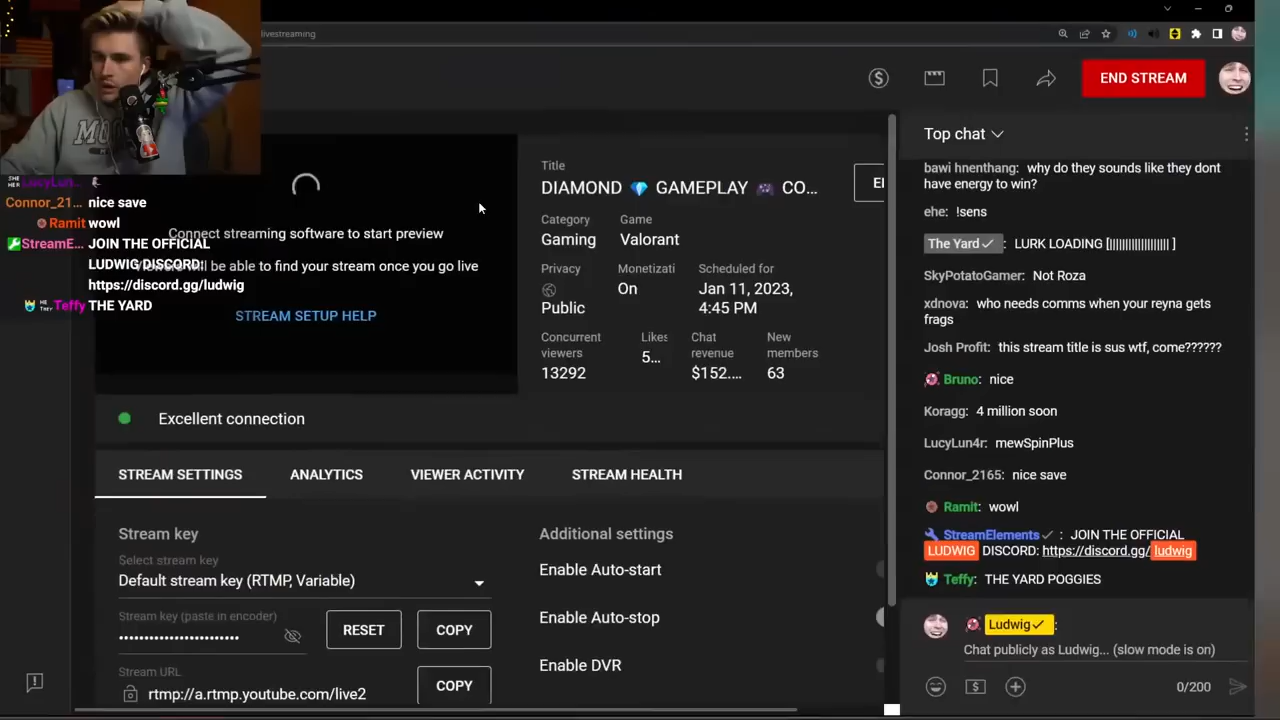 livestreaming
END STREAM
Connor_21... nice save
Ramit wowl
StreamE... JOIN THE OFFICIAL
LUDWIG DISCORD:
https://discord.gg/ludwig
Teffy THE YARD
Connect streaming software to start preview
be able to find your stream once you go live
STREAM SETUP HELP
Title
DIAMOND 💎 GAMEPLAY 🎮 CO...
Category
Gaming
Game
Valorant
Privacy
Public
Monetizati
On
Scheduled for
Jan 11, 2023,
4:45 PM
Concurrent
viewers
13292
Likes
5...
Chat
revenue
$152....
New
members
63
Excellent connection
STREAM SETTINGS
ANALYTICS
VIEWER ACTIVITY
STREAM HEALTH
Stream key
Select stream key
Default stream key (RTMP, Variable)
Stream key (paste in encoder)
••••••••••••••••••••••••
RESET
COPY
Stream URL
rtmp://a.rtmp.youtube.com/live2
COPY
Additional settings
Enable Auto-start
Enable Auto-stop
Enable DVR
Top chat
bawi hnenthang: why do they sounds like they dont
have energy to win?
ehe: !sens
The Yard✓: LURK LOADING [||||||||||||||||||| ]
SkyPotatoGamer: Not Roza
xdnova: who needs comms when your reyna gets
frags
Josh Profit: this stream title is sus wtf, come??????
Bruno: nice
Koragg: 4 million soon
LucyLun4r: mewSpinPlus
Connor_2165: nice save
Ramit: wowl
StreamElements✓: JOIN THE OFFICIAL
LUDWIG DISCORD: https://discord.gg/ludwig
Teffy: THE YARD POGGIES
Ludwig✓:
Chat publicly as Ludwig... (slow mode is on)
0/200